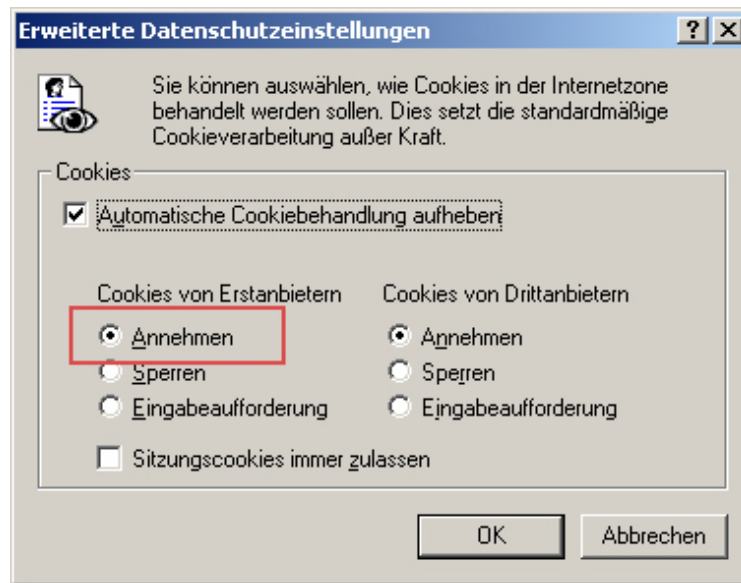 Erweiterte Datenschutzeinstellungen
Sie können auswählen, wie Cookies in der Internetzone
behandelt werden sollen. Dies setzt die standardmäßige
Cookieverarbeitung außer Kraft.
Cookies
Automatische Cookiebehandlung aufheben
Cookies von Erstanbietern
Annehmen
Sperren
Eingabeaufforderung
Cookies von Drittanbietern
Annehmen
Sperren
Eingabeaufforderung
Sitzungscookies immer zulassen
OK
Abbrechen